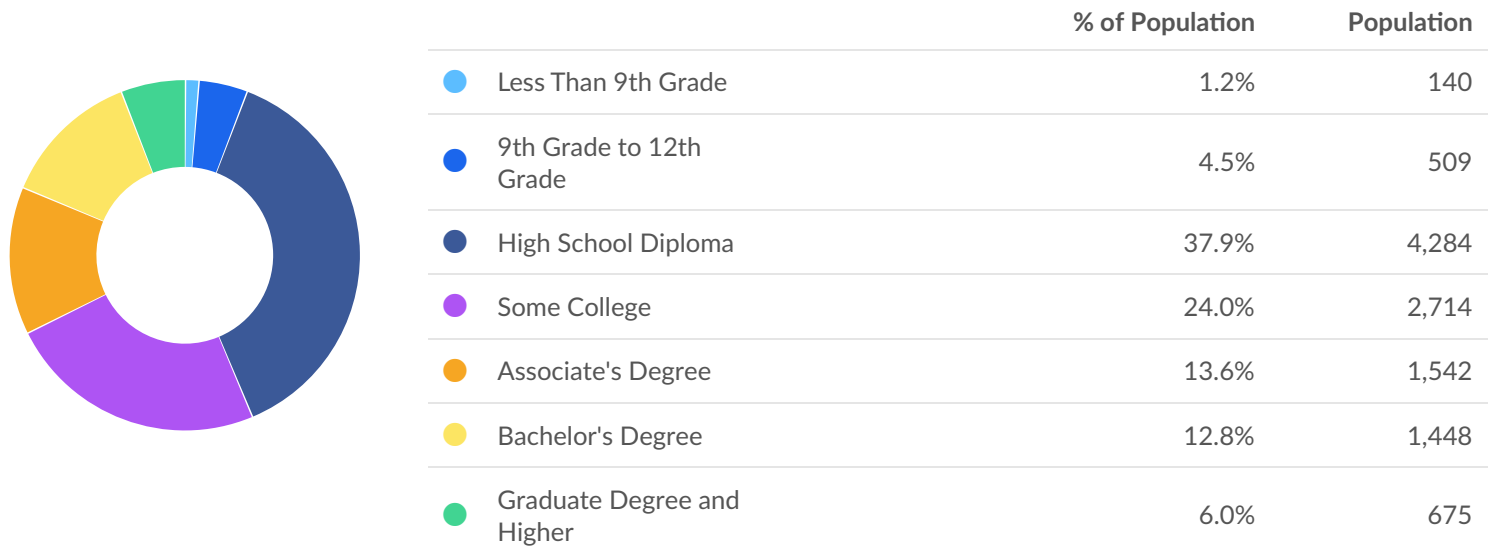 % of Population Population
Less Than 9th Grade 1.2% 140
9th Grade to 12th
Grade 4.5% 509
High School Diploma 37.9% 4,284
Some College 24.0% 2,714
Associate's Degree 13.6% 1,542
Bachelor's Degree 12.8% 1,448
Graduate Degree and
Higher 6.0% 675